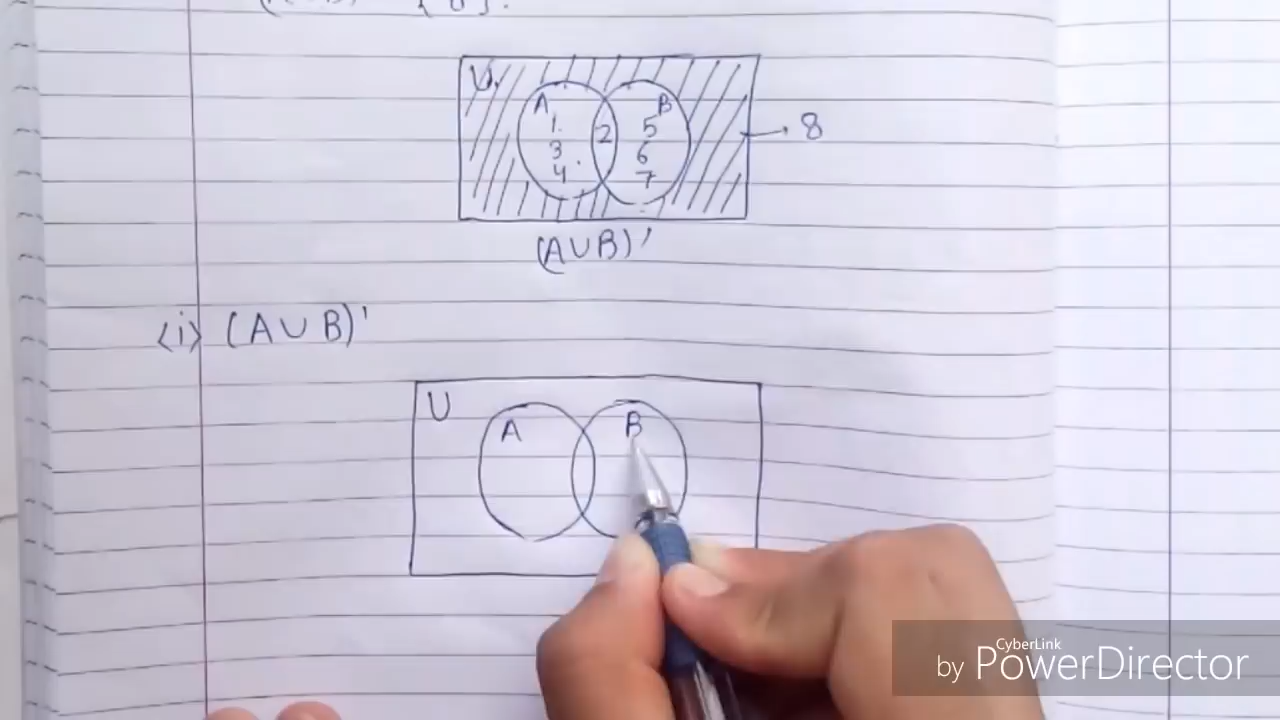 U
A B
1. 2 5
3 6
4 7
→ 8
(A∪B)'
<i> (A∪B)'
U
A B
CyberLink
by PowerDirector